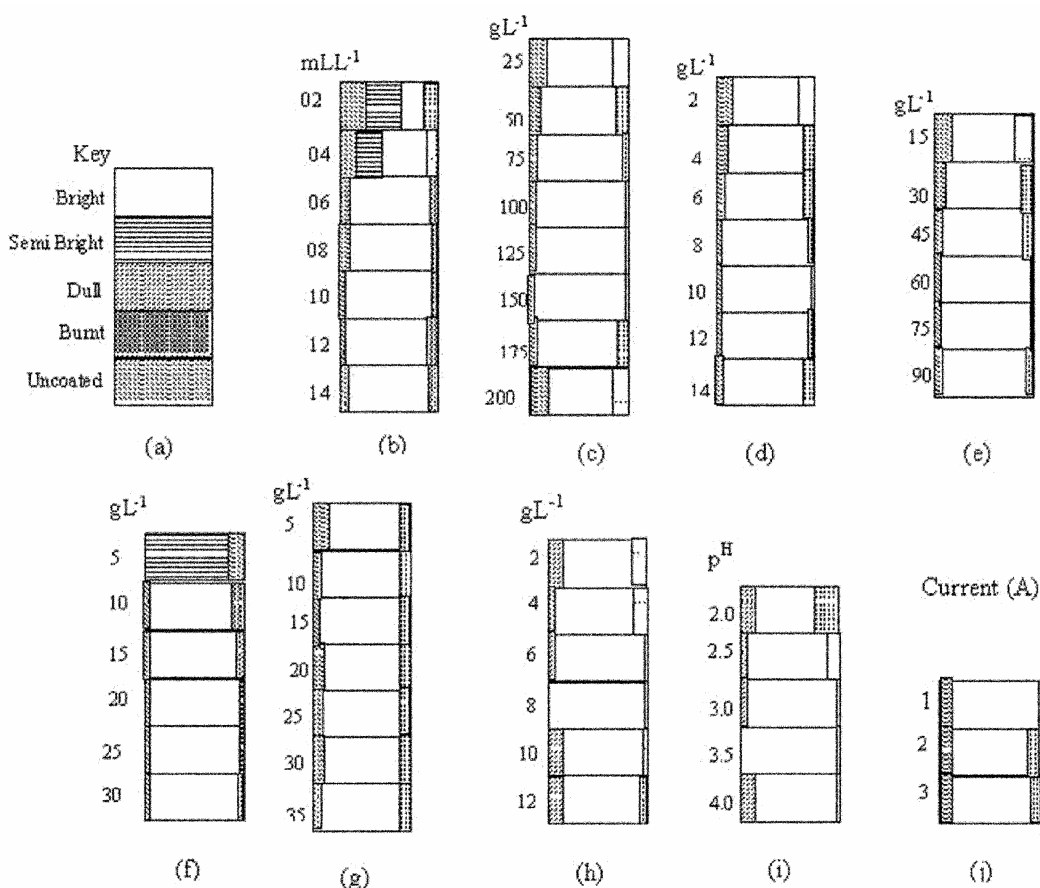 Key
Bright
Semi Bright
Dull
Burnt
Uncoated
(a)
mLL-1
02
04
06
08
10
12
14
(b)
gL-1
25
50
75
100
125
150
175
200
(c)
gL-1
2
4
6
8
10
12
14
(d)
gL-1
15
30
45
60
75
90
(e)
gL-1
5
10
15
20
25
30
(f)
gL-1
5
10
15
20
25
30
35
(g)
gL-1
2
4
6
8
10
12
(h)
pH
2.0
2.5
3.0
3.5
4.0
(i)
Current (A)
1
2
3
(j)